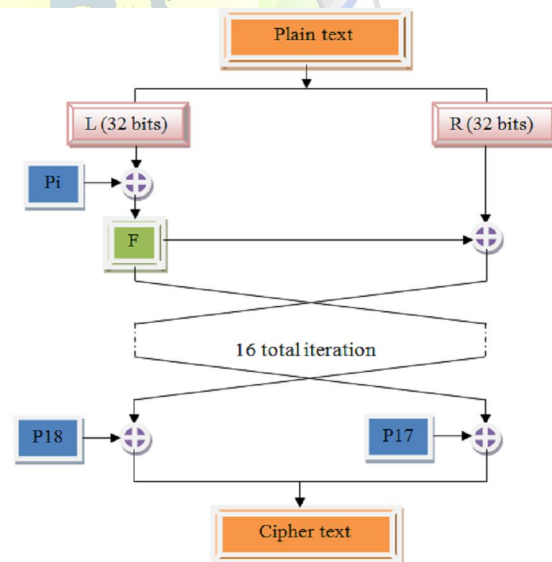 Plain text
L (32 bits)
R (32 bits)
Pi
F
16 total iteration
P18
P17
Cipher text